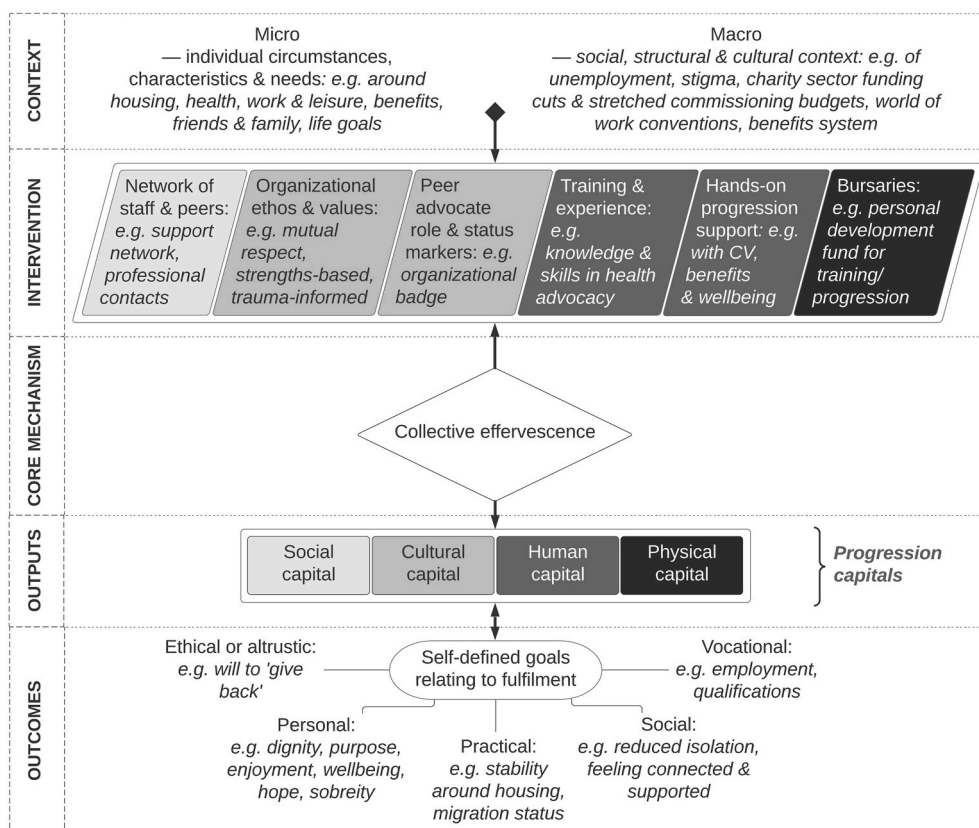 CONTEXT
Micro
— individual circumstances,
characteristics & needs: e.g. around
housing, health, work & leisure, benefits,
friends & family, life goals
Macro
— social, structural & cultural context: e.g. of
unemployment, stigma, charity sector funding
cuts & stretched commissioning budgets, world of
work conventions, benefits system
INTERVENTION
Network of
staff & peers:
e.g. support
network,
professional
contacts
Organizational
ethos & values:
e.g. mutual
respect,
strengths-based,
trauma-informed
Peer
advocate
role & status
markers: e.g.
organizational
badge
Training &
experience:
e.g.
knowledge &
skills in health
advocacy
Hands-on
progression
support: e.g.
with CV,
benefits
& wellbeing
Bursaries:
e.g. personal
development
fund for
training/
progression
CORE MECHANISM
Collective effervescence
OUTPUTS
Social
capital
Cultural
capital
Human
capital
Physical
capital
Progression
capitals
OUTCOMES
Ethical or altrustic:
e.g. will to 'give
back'
Self-defined goals
relating to fulfilment
Vocational:
e.g. employment,
qualifications
Personal:
e.g. dignity, purpose,
enjoyment, wellbeing,
hope, sobreity
Practical:
e.g. stability
around housing,
migration status
Social:
e.g. reduced isolation,
feeling connected &
supported